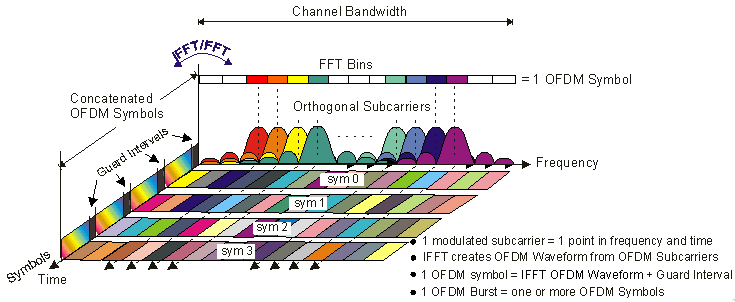 Channel Bandwidth
IFFT/FFT
FFT Bins
= 1 OFDM Symbol
Concatenated
OFDM Symbols
Orthogonal Subcarriers
Guard Intervals
Frequency
sym 0
sym 1
sym 2
sym 3
Symbols
Time
1 modulated subcarrier = 1 point in frequency and time
IFFT creates OFDM Waveform from OFDM Subcarriers
1 OFDM symbol = IFFT OFDM Waveform + Guard Interval
1 OFDM Burst = one or more OFDM Symbols